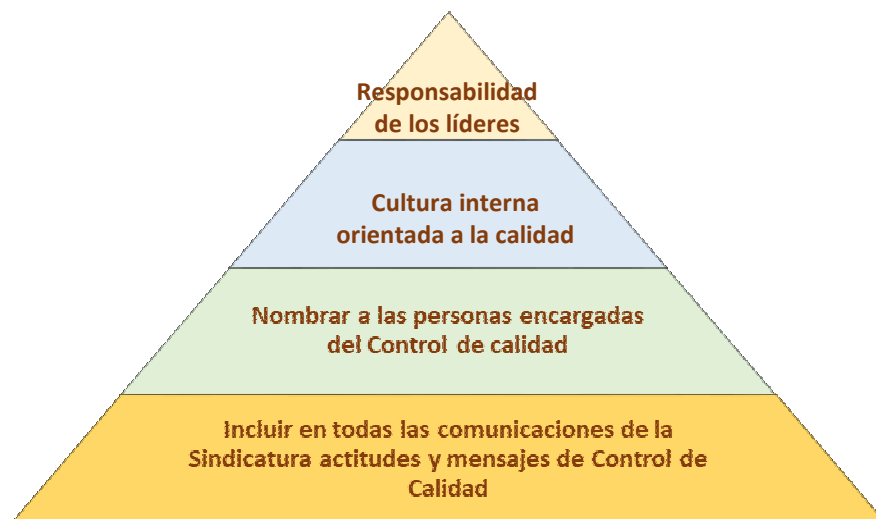 Responsabilidad
de los líderes
Cultura interna
orientada a la calidad
Nombrar a las personas encargadas
del Control de calidad
Incluir en todas las comunicaciones de la
Sindicatura actitudes y mensajes de Control de
Calidad